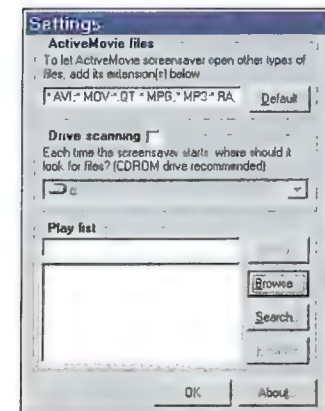 Settings
ActiveMovie files
To let ActiveMovie screensaver open other types of
files, add its extension(s) below
*.AVI;*.MOV;*.QT;*.MPG;*.MP3;*.RA;
Default
Drive scanning
Each time the screensaver starts where should it
look for files? (CDROM drive recommended)
Play list
Browse
Search..
OK
About..